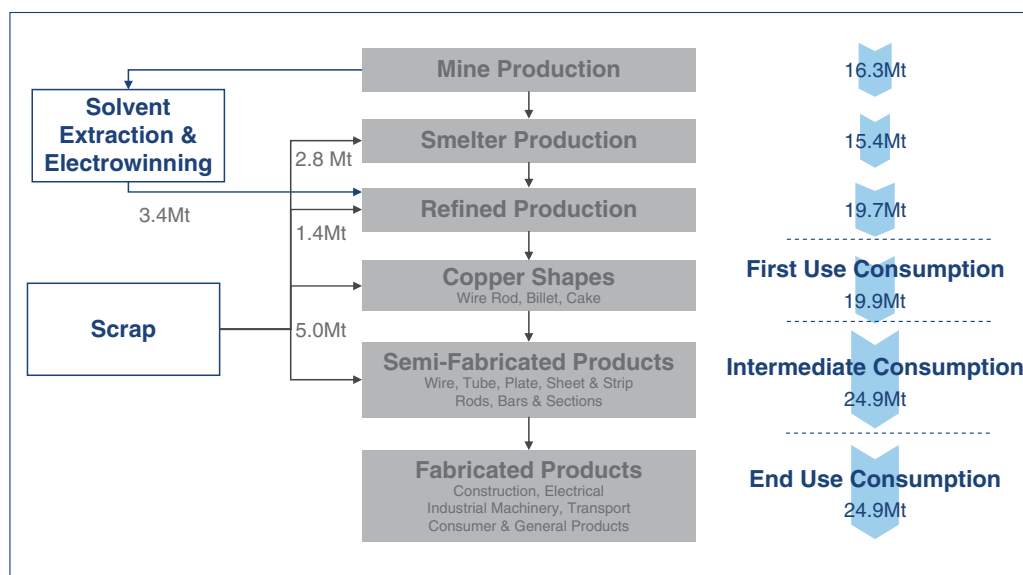 Mine Production
16.3Mt
Solvent
Extraction &
Electrowinning
Smelter Production
15.4Mt
2.8 Mt
3.4Mt
Refined Production
19.7Mt
1.4Mt
First Use Consumption
19.9Mt
Copper Shapes
Wire Rod, Billet, Cake
Scrap
5.0Mt
Semi-Fabricated Products
Wire, Tube, Plate, Sheet & Strip
Rods, Bars & Sections
Intermediate Consumption
24.9Mt
Fabricated Products
Construction, Electrical
Industrial Machinery, Transport
Consumer & General Products
End Use Consumption
24.9Mt